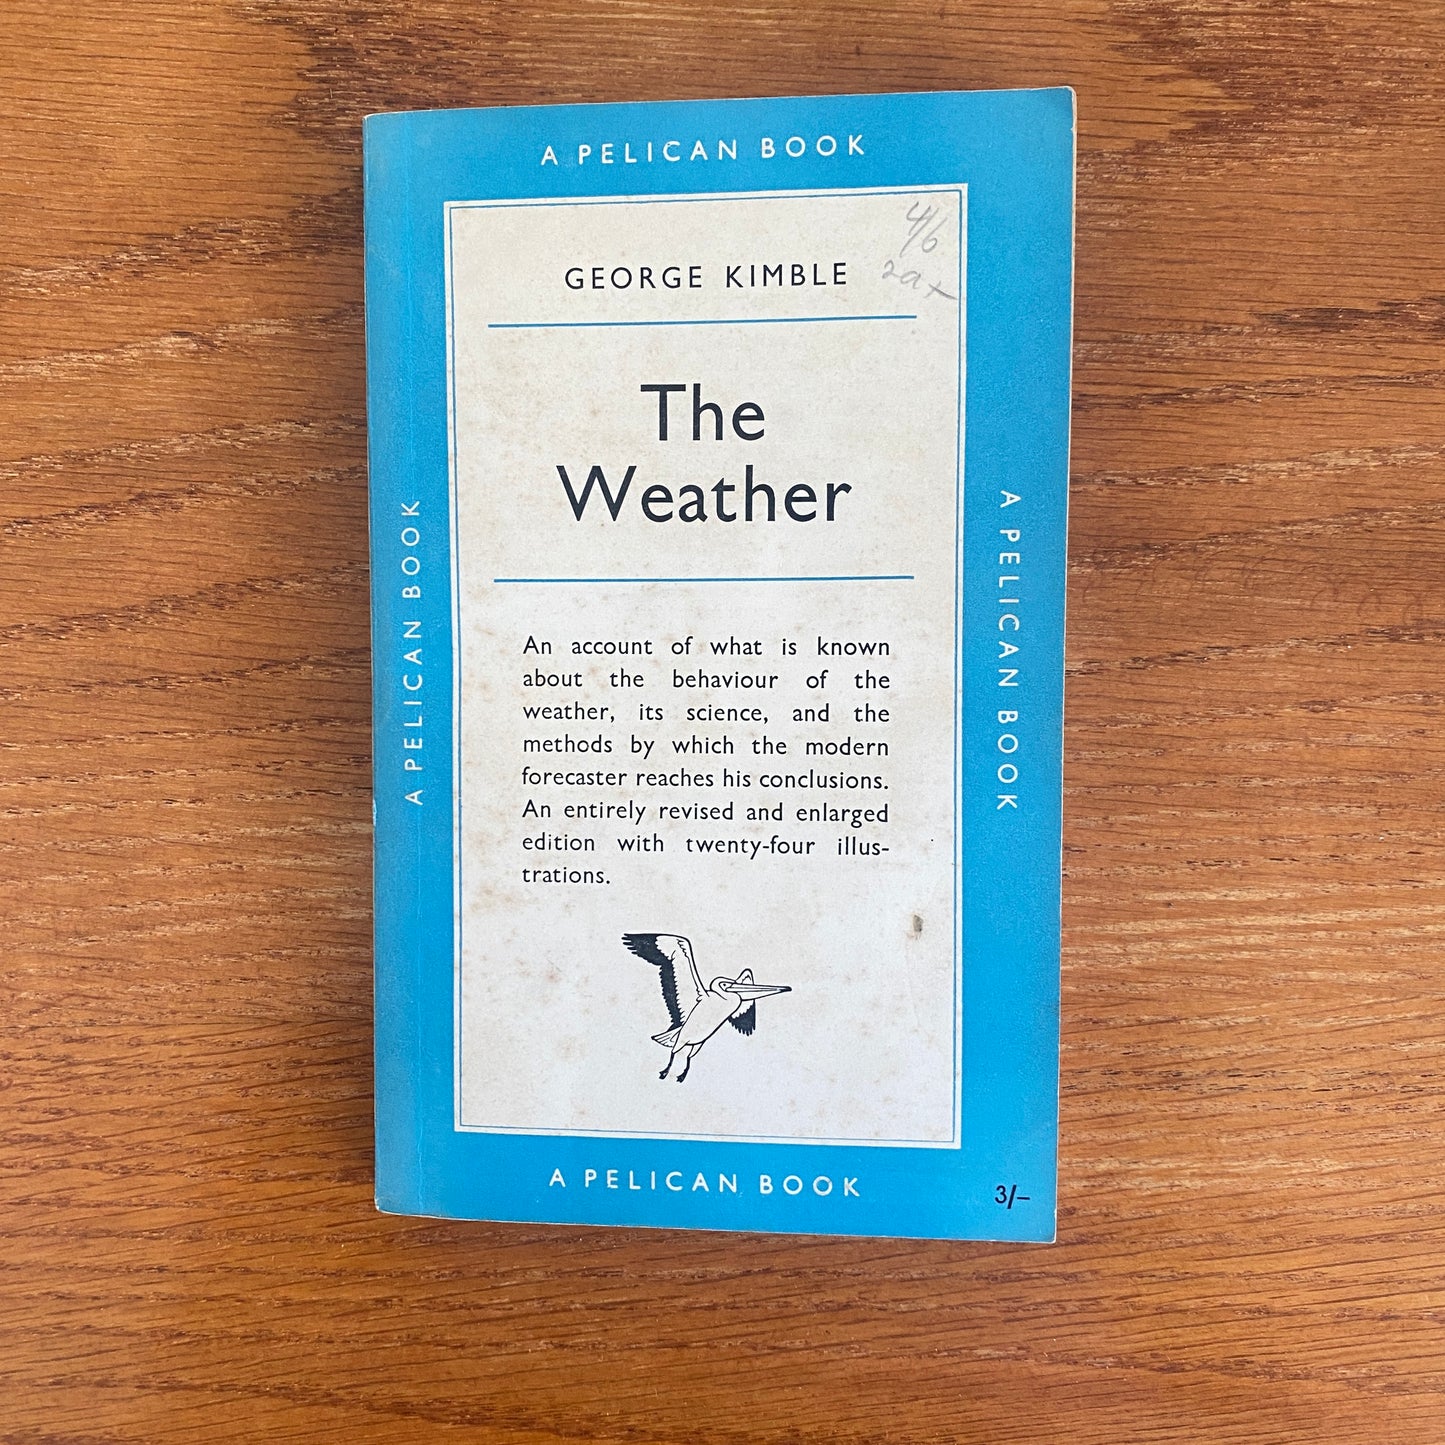 A PELICAN BOOK
4/6
GEORGE KIMBLE
The
Weather
A PELICAN BOOK
A PELICAN BOOK
An account of what is known
about the behaviour of the
weather, its science, and the
methods by which the modern
forecaster reaches his conclusions.
An entirely revised and enlarged
edition with twenty-four illus-
trations.
A PELICAN BOOK
3/–